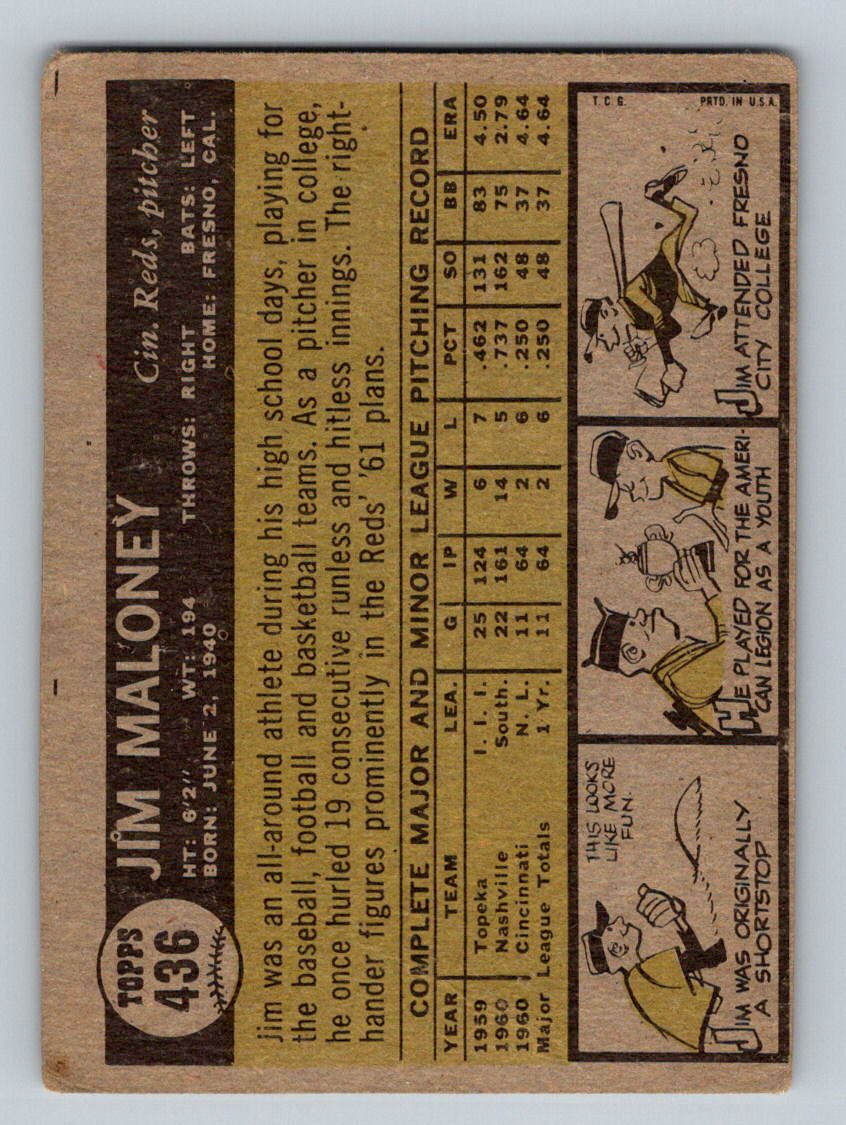 TOPPS
436
JIM MALONEY
Cin. Reds, pitcher
HT: 6'2" WT: 194 THROWS: RIGHT BATS: LEFT
BORN: JUNE 2, 1940 HOME: FRESNO, CAL.
Jim was an all-around athlete during his high school days, playing for
the baseball, football and basketball teams. As a pitcher in college,
he once hurled 19 consecutive runless and hitless innings. The right-
hander figures prominently in the Reds' '61 plans.
COMPLETE MAJOR AND MINOR LEAGUE PITCHING RECORD
YEAR TEAM LEA. G IP W L PCT SO BB ERA
1959 Topeka I. I. I. 25 124 6 7 .462 131 83 4.50
1960 Nashville South. 22 161 14 5 .737 162 75 2.79
1960 Cincinnati N. L. 11 64 2 6 .250 48 37 4.64
Major League Totals 1 Yr. 11 64 2 6 .250 48 37 4.64
THIS LOOKS
LIKE MORE
FUN.
JIM WAS ORIGINALLY
A SHORTSTOP
HE PLAYED FOR THE AMERI-
CAN LEGION AS A YOUTH
T. C. G. PRTD. IN U.S.A.
JIM ATTENDED FRESNO
CITY COLLEGE